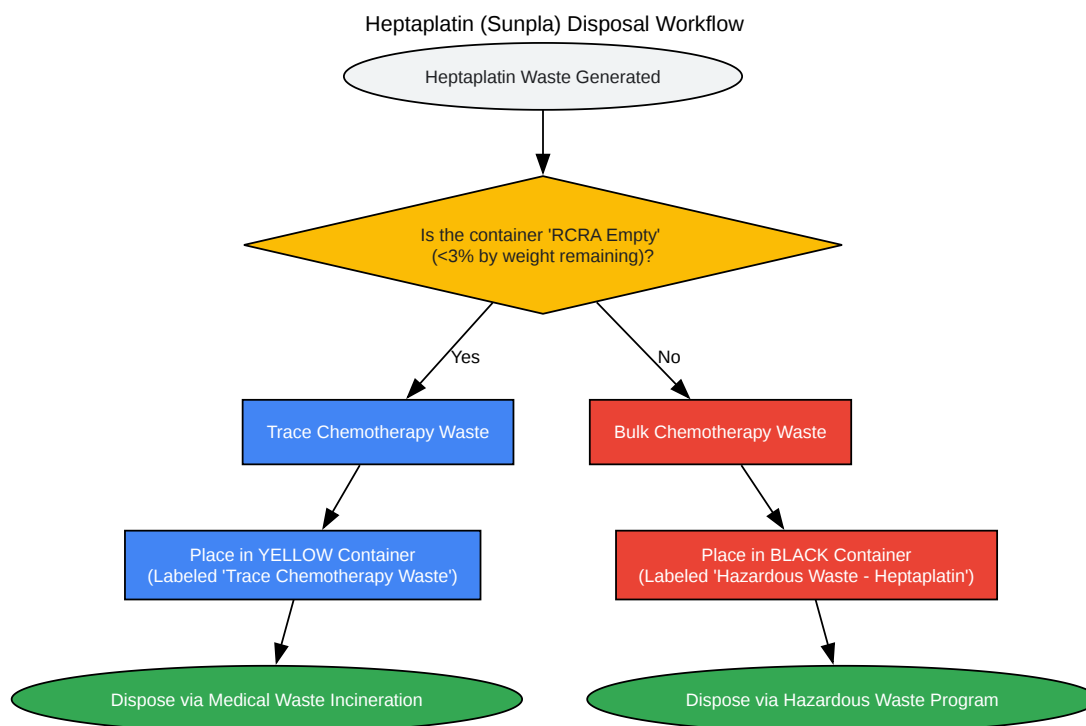 Heptaplatin (Sunpla) Disposal Workflow
Heptaplatin Waste Generated
Is the container 'RCRA Empty'
(<3% by weight remaining)?
Yes
No
Trace Chemotherapy Waste
Bulk Chemotherapy Waste
Place in YELLOW Container
(Labeled 'Trace Chemotherapy Waste')
Place in BLACK Container
(Labeled 'Hazardous Waste - Heptaplatin')
Dispose via Medical Waste Incineration
Dispose via Hazardous Waste Program